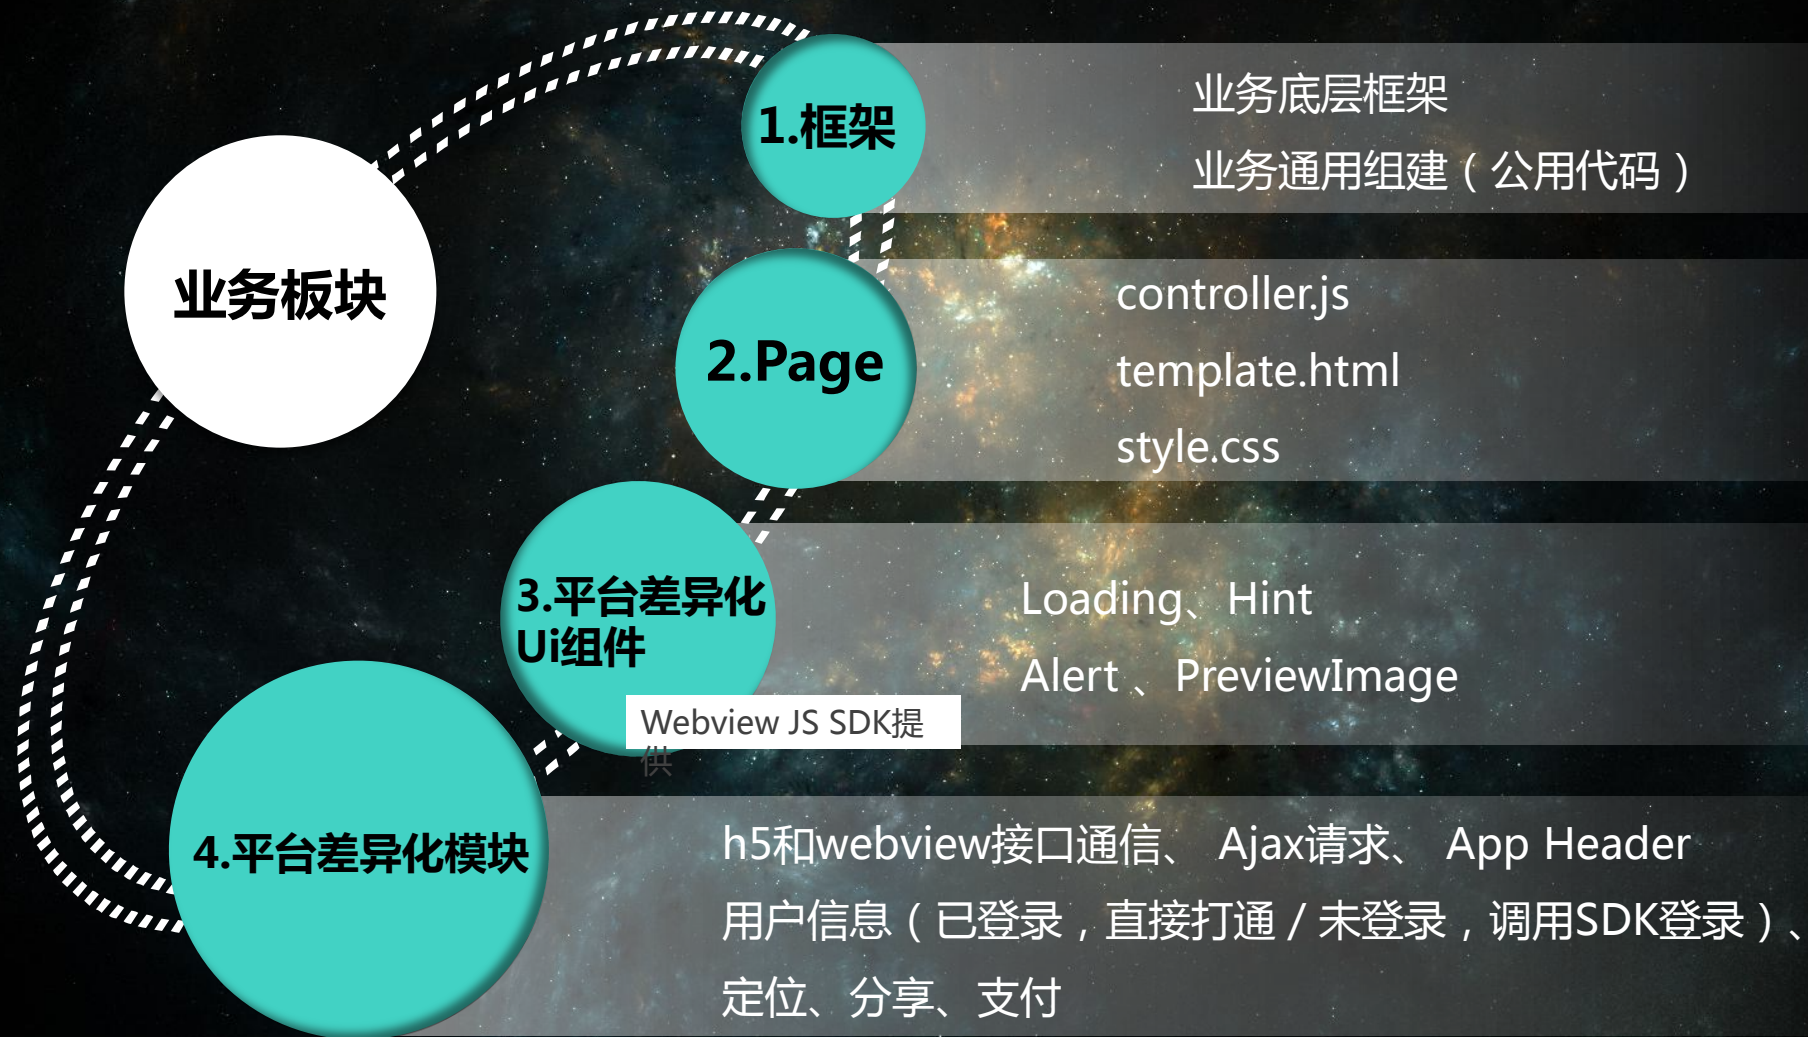 业务板块
1.框架
业务底层框架
业务通用组建（公用代码）
2.Page
controller.js
template.html
style.css
3.平台差异化
Ui组件
Loading、Hint
Alert 、PreviewImage
Webview JS SDK提
供
4.平台差异化模块
h5和webview接口通信、 Ajax请求、 App Header
用户信息（已登录，直接打通 / 未登录，调用SDK登录）、
定位、分享、支付